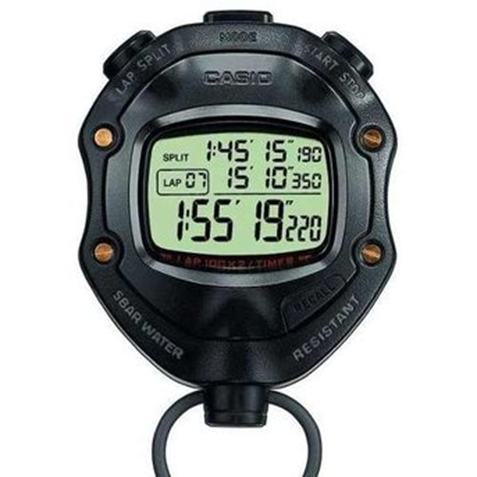 MODE
LAP SPLIT
START STOP
CASIO
SPLIT 1:45'15"190
LAP 07 15'10"350
1:55'19"220
LAP 100X2/TIMER
RECALL
5BAR WATER
RESISTANT